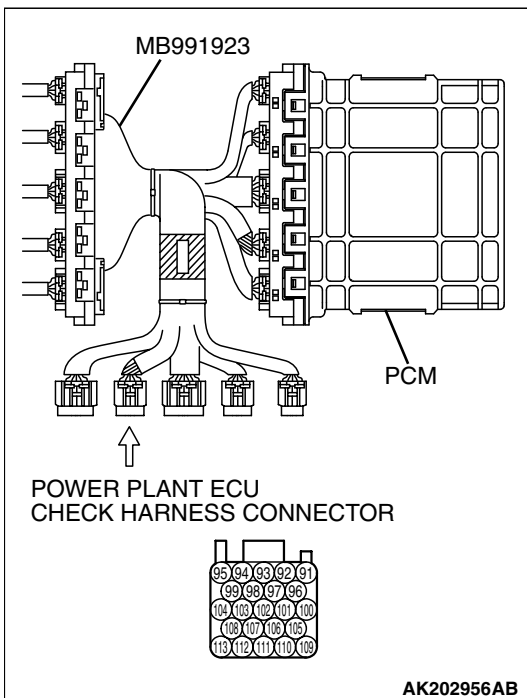 MB991923
PCM
POWER PLANT ECU
CHECK HARNESS CONNECTOR
95 94 93 92 91
99 98 97 96
104 103 102 101 100
108 107 106 105
113 112 111 110 109
AK202956AB